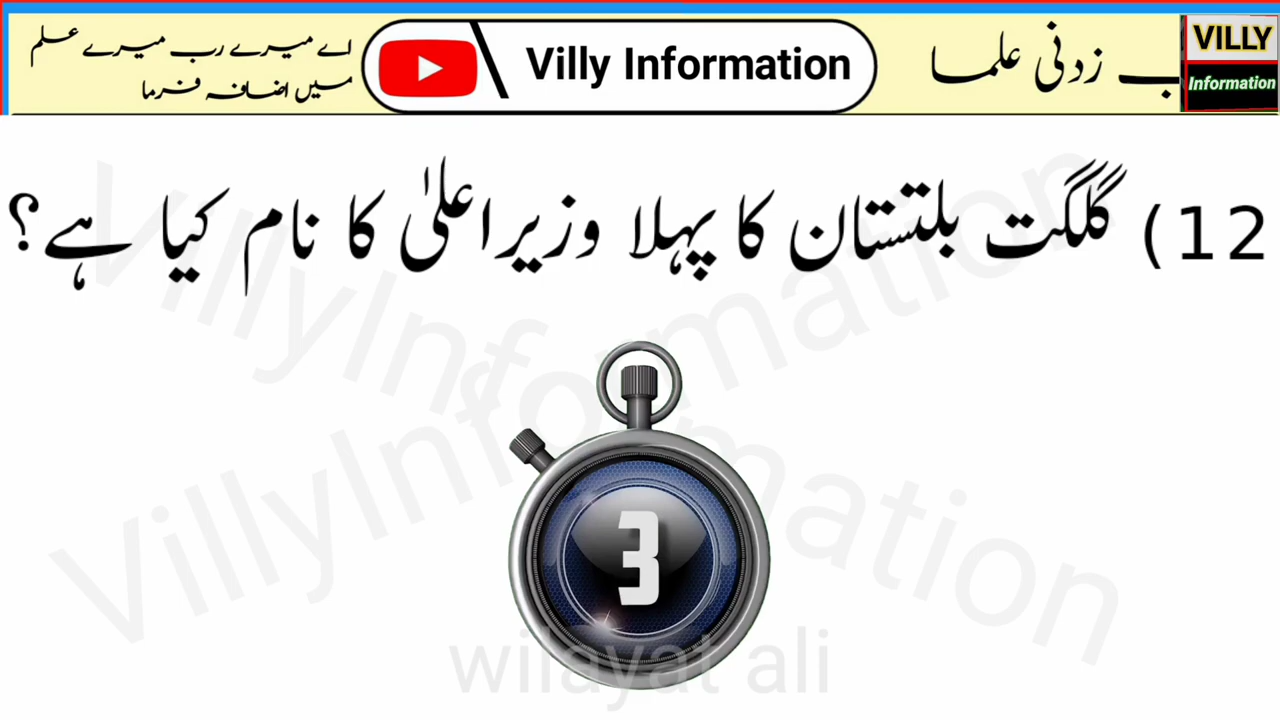 اے میرے رب میرے علم
میں اضافہ فرما
Villy Information
ب زدنی علما
VILLY
Information
12) گلگت بلتستان کا پہلا وزیراعلیٰ کا نام کیا ہے؟
3
VillyInformation
VillyInformation
wilayat ali